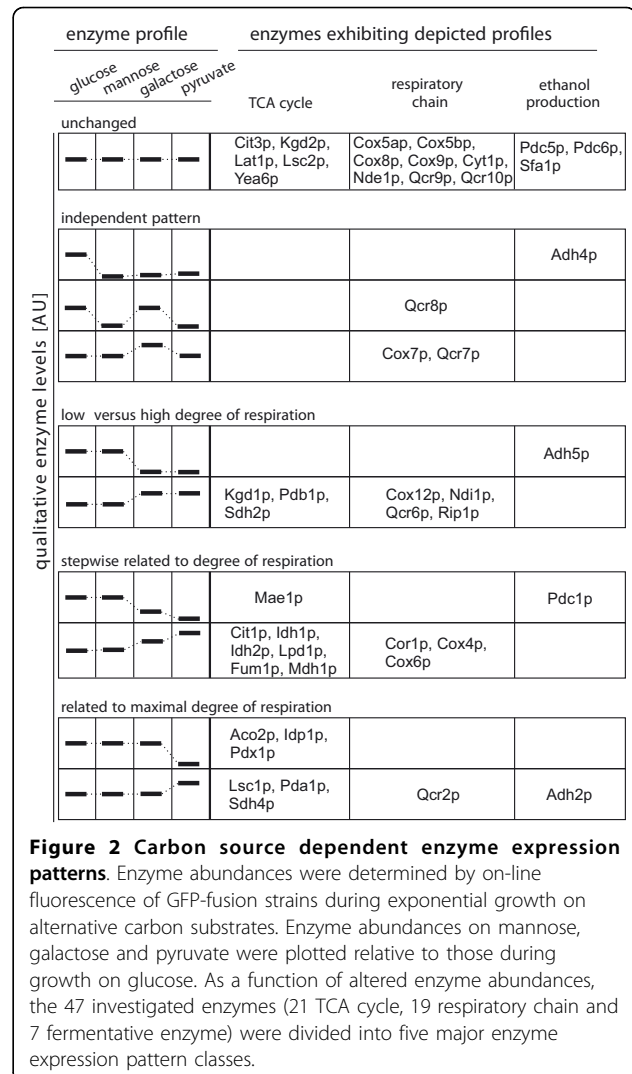 enzyme profile
enzymes exhibiting depicted profiles
glucose
mannose
galactose
pyruvate
TCA cycle
respiratory
chain
ethanol
production
qualitative enzyme levels [AU]
unchanged
Cit3p, Kgd2p,
Lat1p, Lsc2p,
Yea6p
Cox5ap, Cox5bp,
Cox8p, Cox9p, Cyt1p,
Nde1p, Qcr9p, Qcr10p
Pdc5p, Pdc6p,
Sfa1p
independent pattern
Adh4p
Qcr8p
Cox7p, Qcr7p
low versus high degree of respiration
Adh5p
Kgd1p, Pdb1p,
Sdh2p
Cox12p, Ndi1p,
Qcr6p, Rip1p
stepwise related to degree of respiration
Mae1p
Pdc1p
Cit1p, Idh1p,
Idh2p, Lpd1p,
Fum1p, Mdh1p
Cor1p, Cox4p,
Cox6p
related to maximal degree of respiration
Aco2p, Idp1p,
Pdx1p
Lsc1p, Pda1p,
Sdh4p
Qcr2p
Adh2p
Figure 2 Carbon source dependent enzyme expression
patterns. Enzyme abundances were determined by on-line
fluorescence of GFP-fusion strains during exponential growth on
alternative carbon substrates. Enzyme abundances on mannose,
galactose and pyruvate were plotted relative to those during
growth on glucose. As a function of altered enzyme abundances,
the 47 investigated enzymes (21 TCA cycle, 19 respiratory chain and
7 fermentative enzyme) were divided into five major enzyme
expression pattern classes.